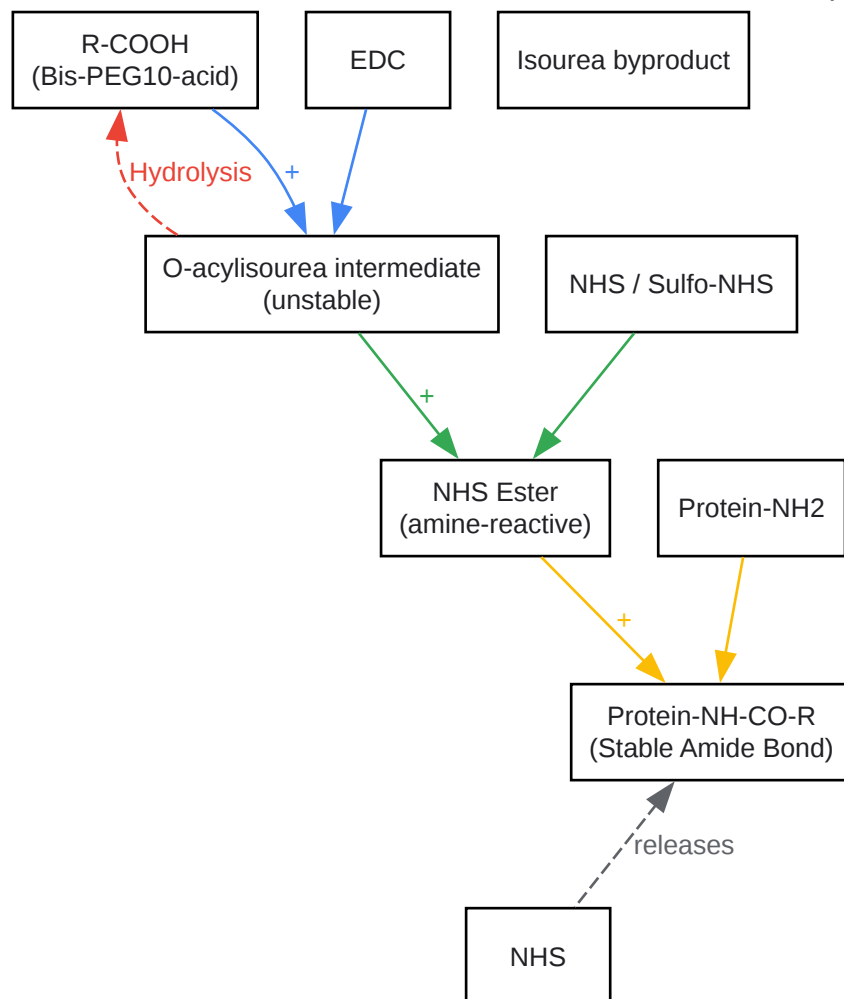 R-COOH
(Bis-PEG10-acid)
EDC
Isourea byproduct
Hydrolysis
+
O-acylisourea intermediate
(unstable)
NHS / Sulfo-NHS
+
NHS Ester
(amine-reactive)
Protein-NH2
+
Protein-NH-CO-R
(Stable Amide Bond)
releases
NHS